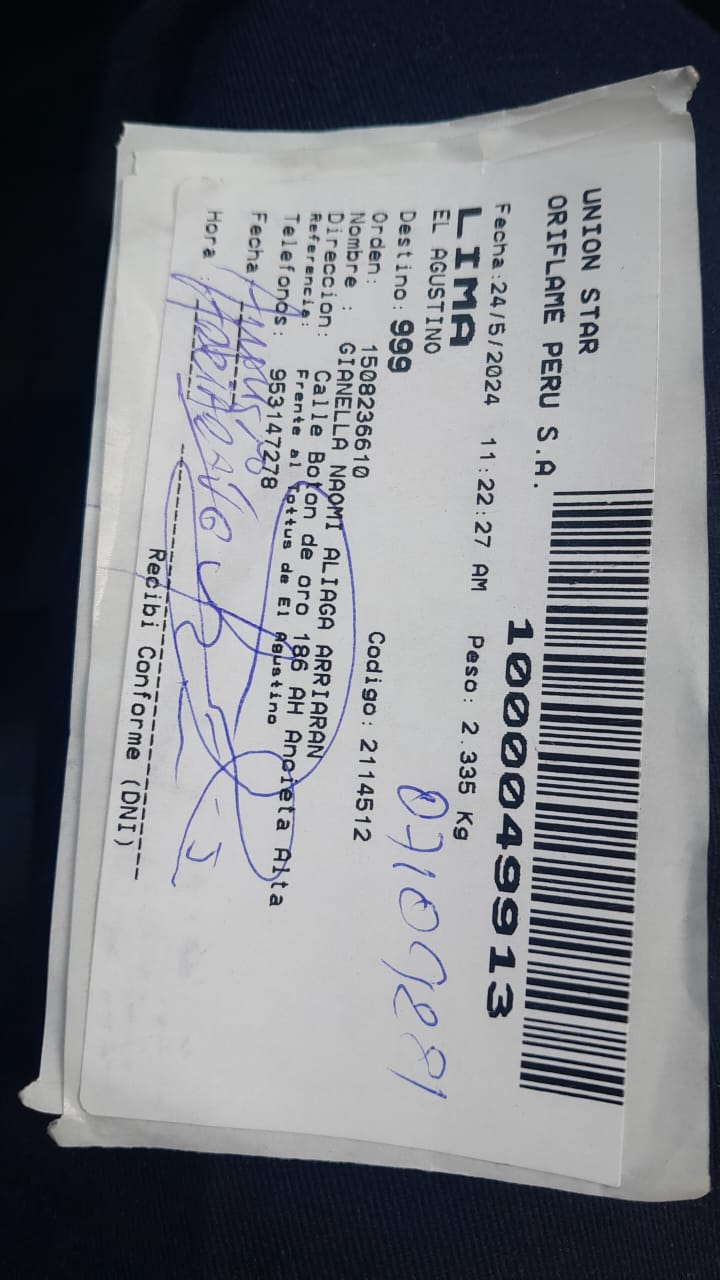 UNION STAR
ORIFLAME PERU S.A.
1000049913
Fecha:24/5/2024 11:22:27 AM Peso: 2.335 Kg
LIMA
EL AGUSTINO
07109281
Destino: 999
Orden: 1508236610 Codigo: 2114512
Nombre : GIANELLA NAOMI ALIAGA ARRIARAN
Direccion: Calle Boton de oro 186 AH Ancieta Alta
Referencia: Frente al Tottus de El Agustino
Telefonos: 953147278
Fecha
Hora :
Recibi Conforme (DNI)